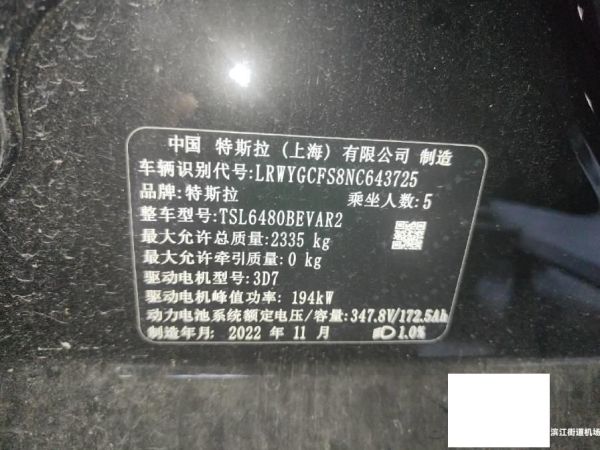 中国 特斯拉（上海）有限公司 制造
车辆识别代号:LRWYGCFS8NC643725
品牌:特斯拉 乘坐人数:5
整车型号:TSL6480BEVAR2
最大允许总质量:2335 kg
最大允许牵引质量:0 kg
驱动电机型号:3D7
驱动电机峰值功率: 194kW
动力电池系统额定电压/容量:347.8V/172.5Ah
制造年月: 2022 年 11 月 1.0%
滨江街道机场